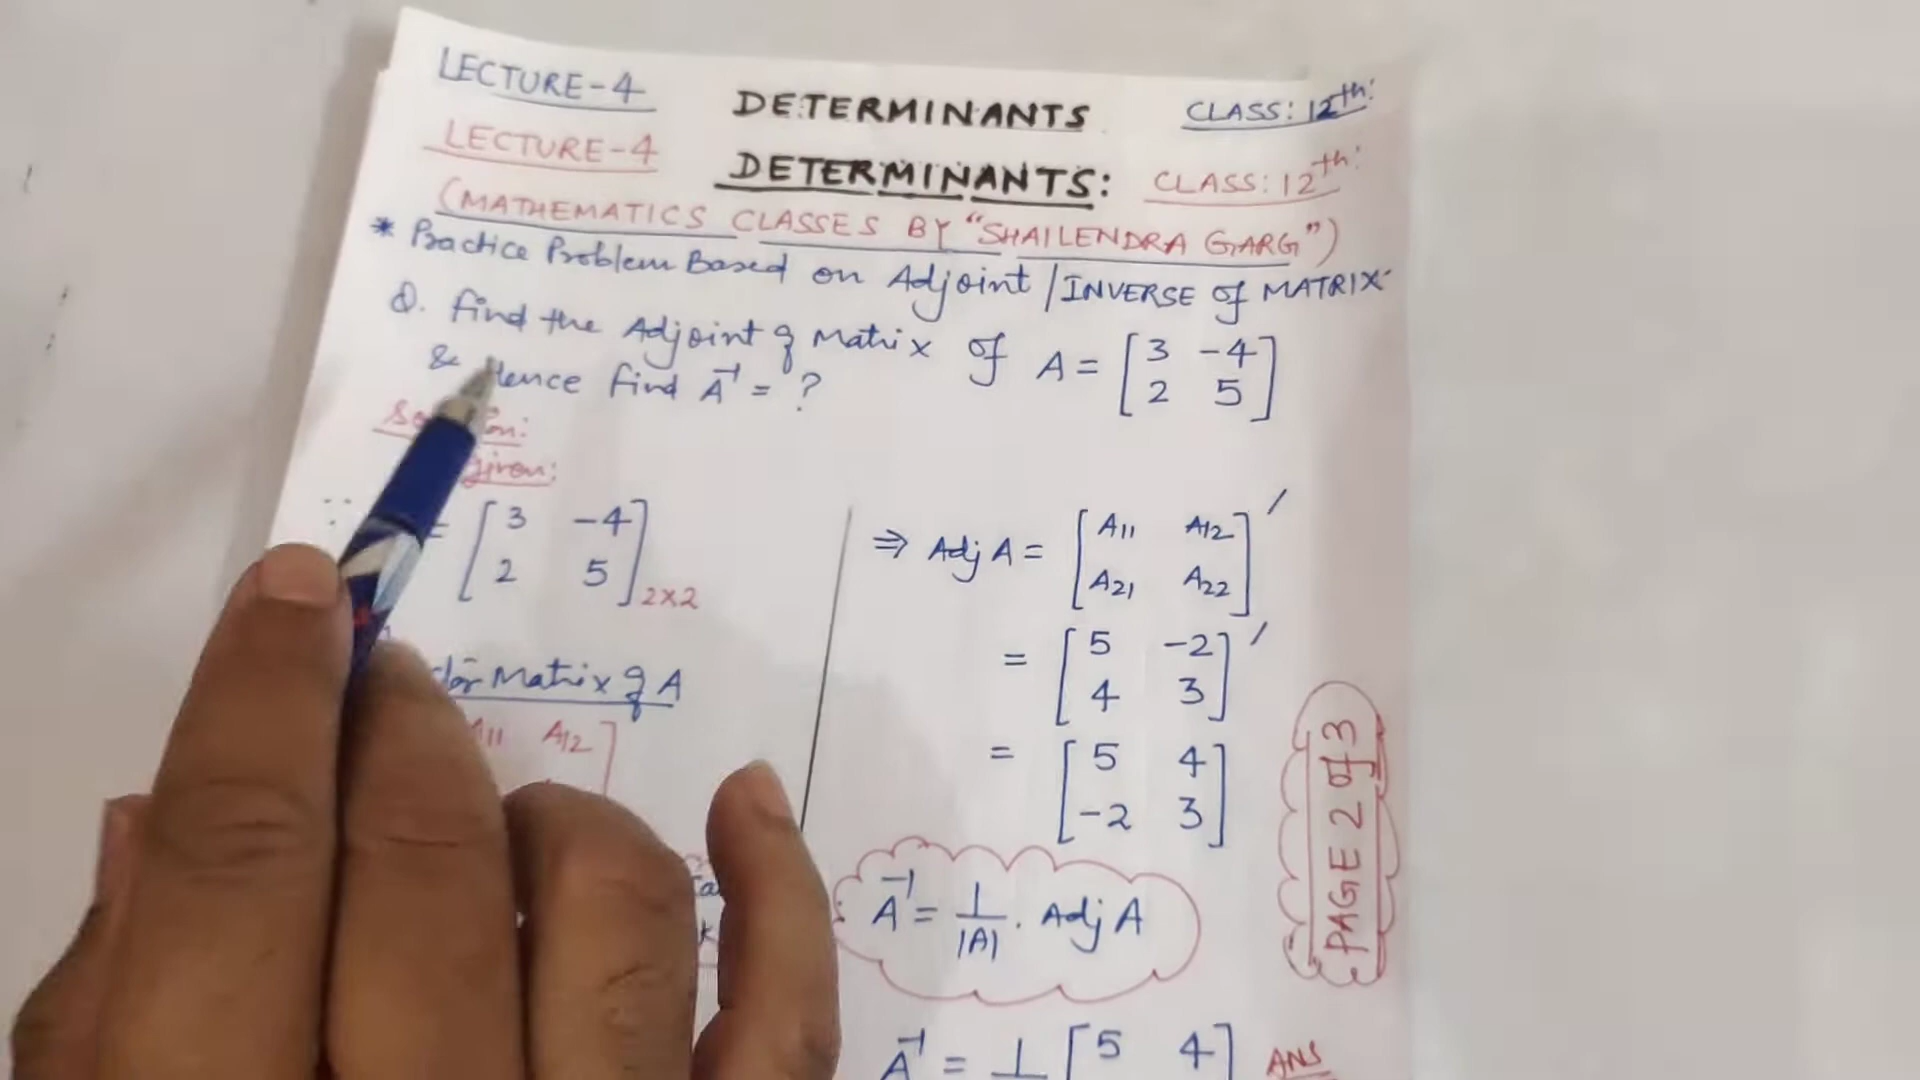 LECTURE-4 DETERMINANTS CLASS: 12th:
LECTURE-4 DETERMINANTS: CLASS: 12th:
(MATHEMATICS CLASSES BY "SHAILENDRA GARG")
* Practice Problem Based on Adjoint / INVERSE of MATRIX
Q. Find the Adjoint of Matrix of A = [3 -4
2 5]
& Hence find A⁻¹ = ?
given:
= [3 -4
2 5] 2×2
Matrix of A
A11 A12]
⇒ Adj A = [A11 A12
A21 A22]′
= [5 -2
4 3]′
= [5 4
-2 3]
A⁻¹ = 1/|A| . Adj A
A⁻¹ = 1 [5 4] ANS
PAGE 2 of 3